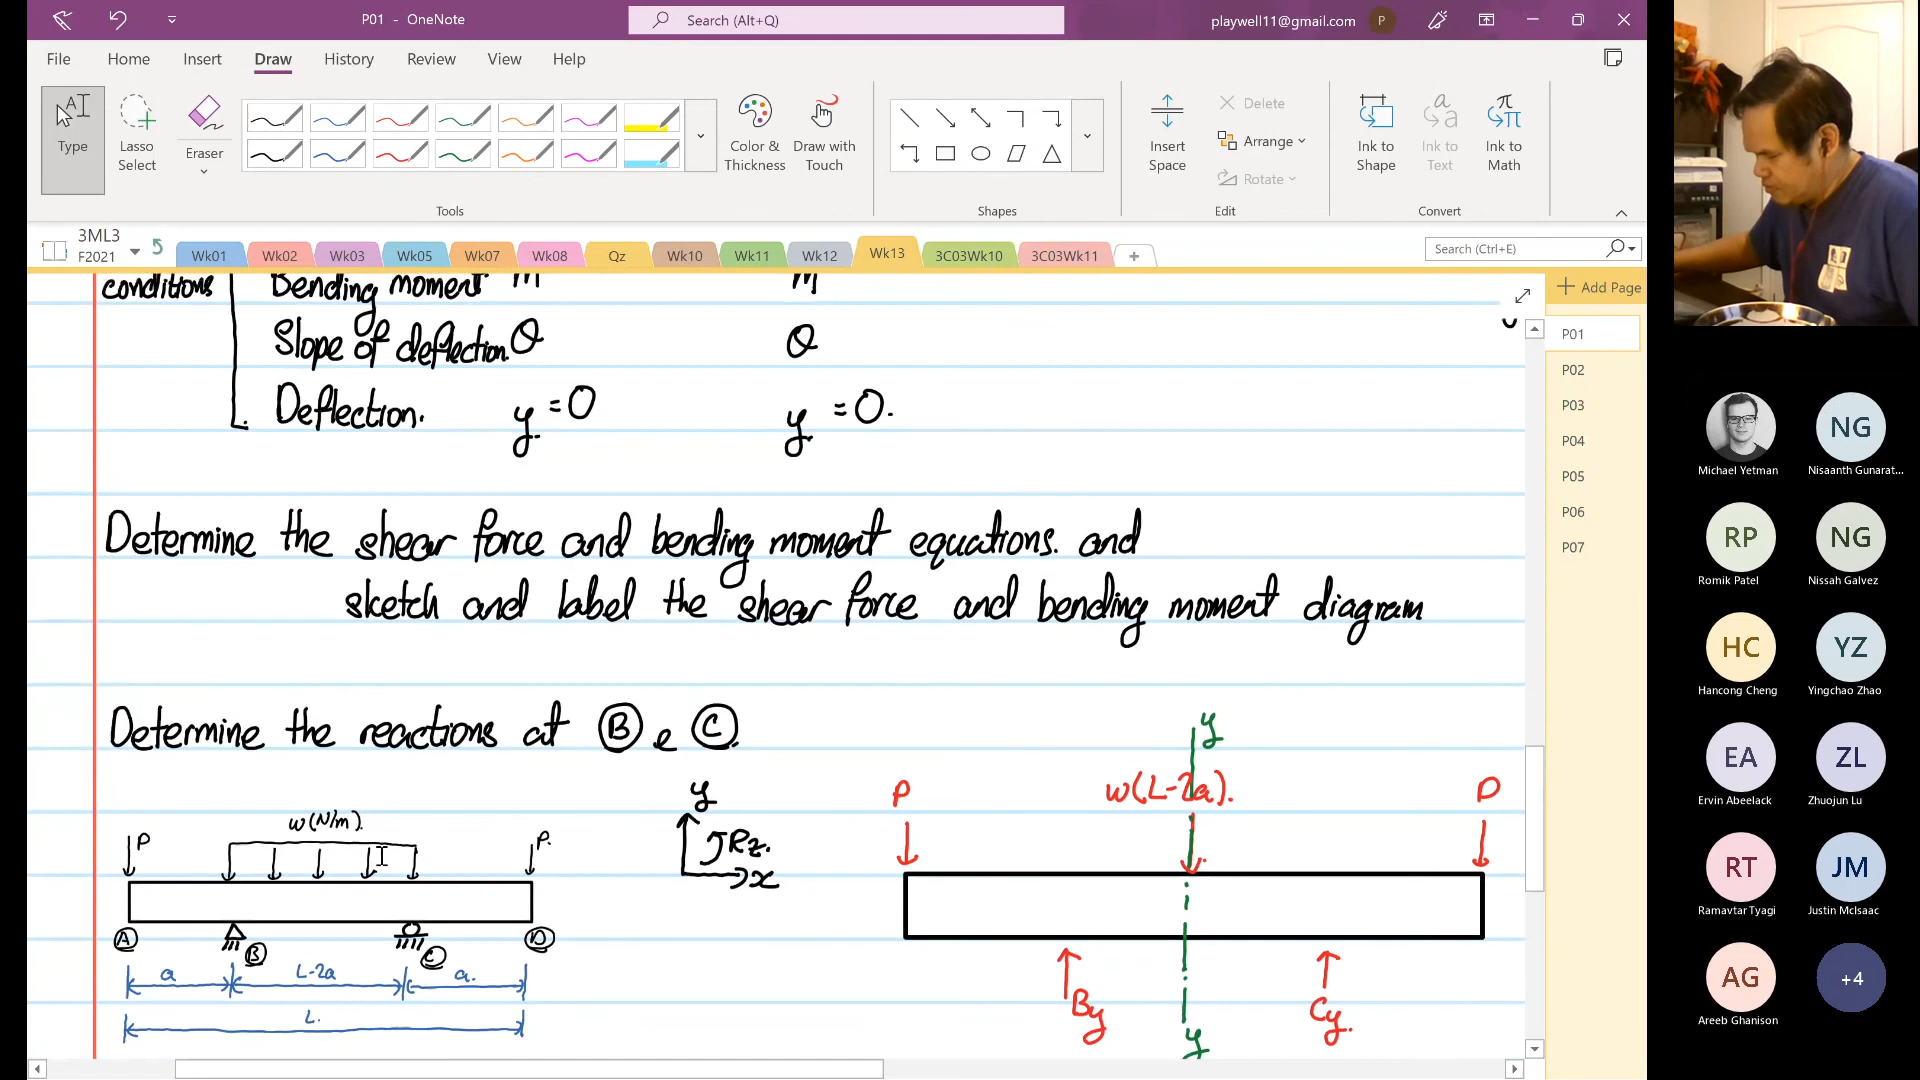 P01 - OneNote
Search (Alt+Q)
playwell11@gmail.com
P
File Home Insert Draw History Review View Help
Type
Lasso Select
Eraser
Color & Thickness
Draw with Touch
Insert Space
Delete
Arrange
Rotate
Ink to Shape
Ink to Text
Ink to Math
Tools
Shapes
Edit
Convert
3ML3
F2021
Wk01 Wk02 Wk03 Wk05 Wk07 Wk08 Qz Wk10 Wk11 Wk12 Wk13 3C03Wk10 3C03Wk11
Search (Ctrl+E)
Add Page
P01
P02
P03
P04
P05
P06
P07
conditions Bending moment M M
Slope of deflection. θ θ
Deflection. y = 0 y = 0.
Determine the shear force and bending moment equations. and
sketch and label the shear force and bending moment diagram
Determine the reactions at B & C.
w(N/m).
P
P.
A
B
C
D
a L-2a a.
L.
y
Rz.
x
y
P w(L-2a). P
By
Cy.
y
Michael Yetman
NG
Nisaanth Gunarat...
RP
Romik Patel
NG
Nissah Galvez
HC
Hancong Cheng
YZ
Yingchao Zhao
EA
Ervin Abeelack
ZL
Zhuojun Lu
RT
Ramavtar Tyagi
JM
Justin McIsaac
AG
Areeb Ghanison
+4